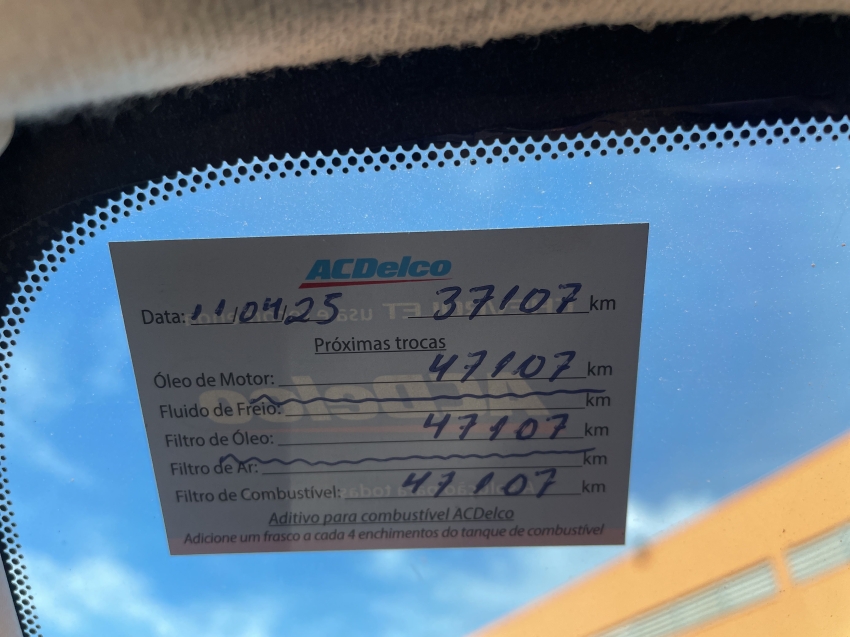 ACDelco
Data: 11/04/25 37107 km
Próximas trocas
Óleo de Motor: 47107 km
Fluido de Freio: km
Filtro de Óleo: 47107 km
Filtro de Ar: km
Filtro de Combustível: 47107 km
Aditivo para combustível ACDelco
Adicione um frasco a cada 4 enchimentos do tanque de combustível